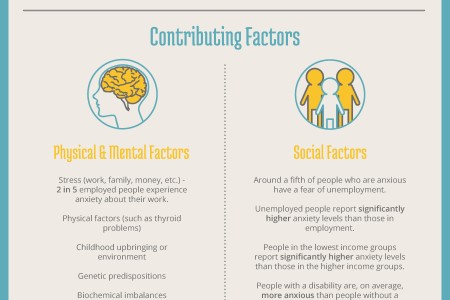 Contributing Factors
Physical & Mental Factors
Stress (work, family, money, etc.) -
2 in 5 employed people experience
anxiety about their work.
Physical factors (such as thyroid
problems)
Childhood upbringing or
environment
Genetic predispositions
Biochemical imbalances
Social Factors
Around a fifth of people who are anxious
have a fear of unemployment.
Unemployed people report significantly
higher anxiety levels than those in
employment.
People in the lowest income groups
report significantly higher anxiety levels
than those in the higher income groups.
People with a disability are, on average,
more anxious than people without a